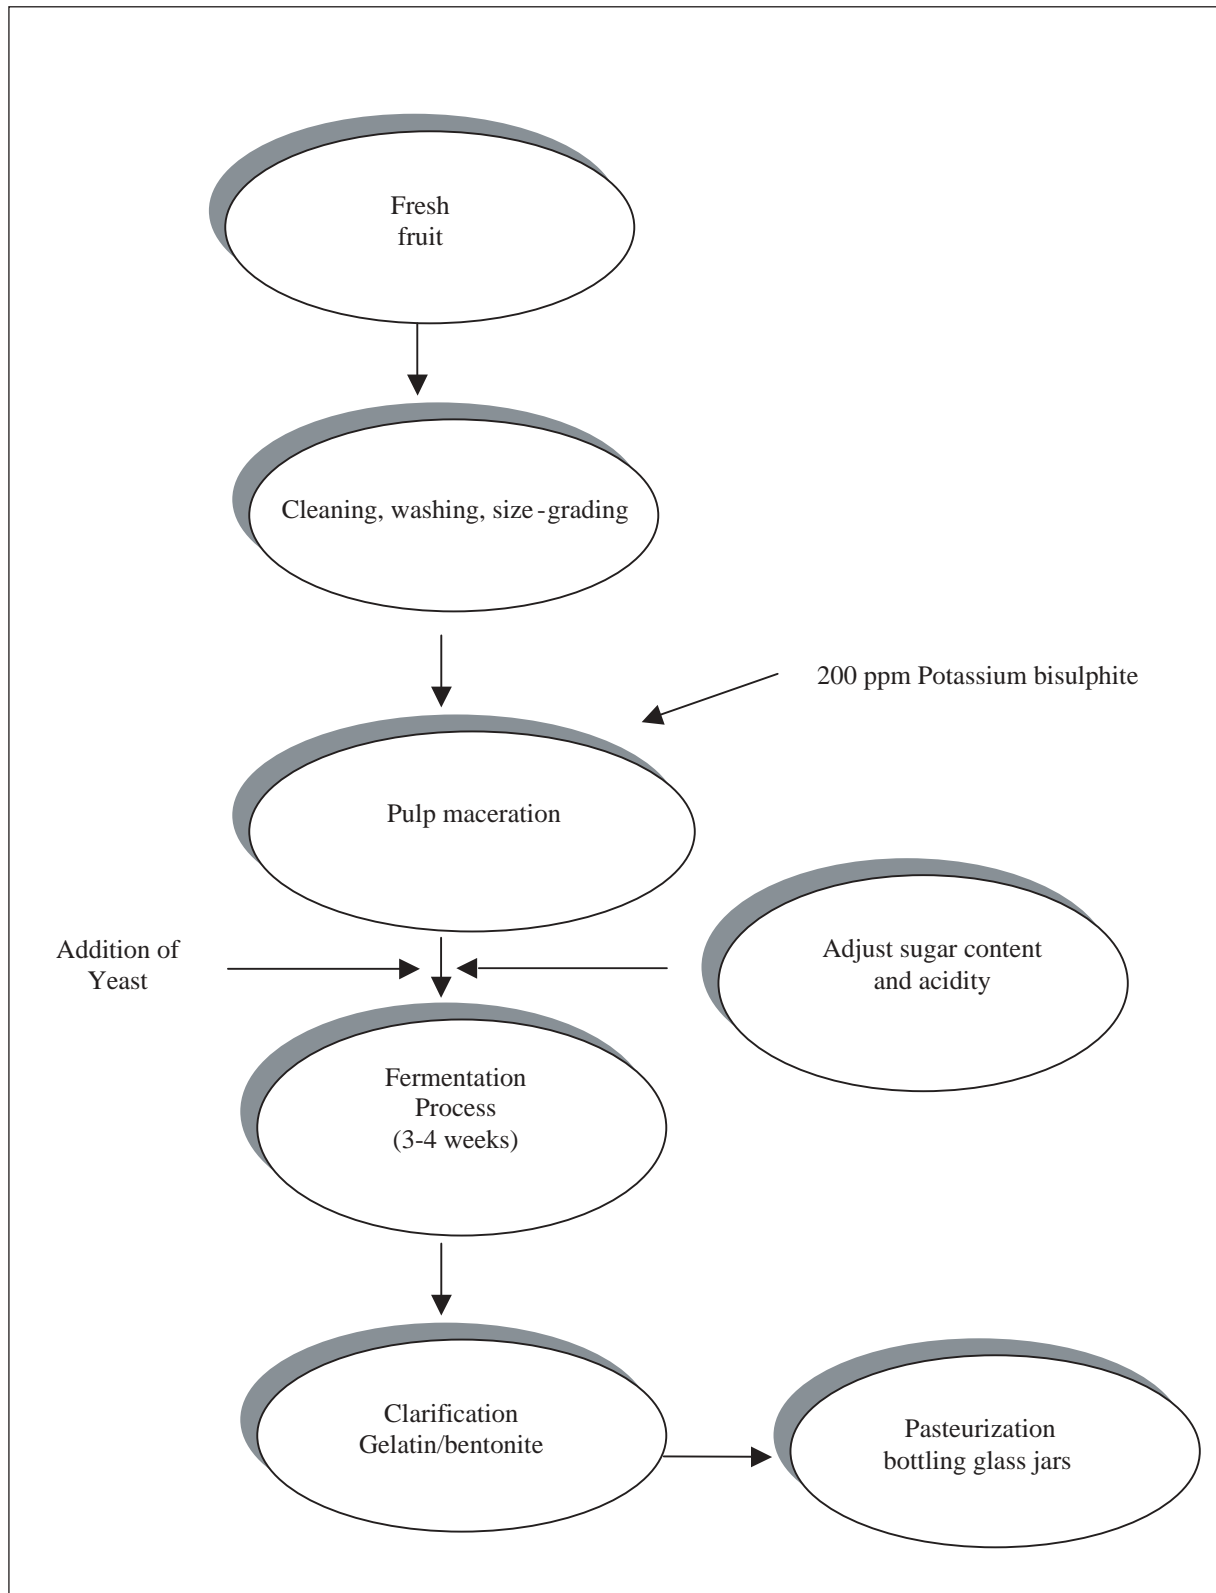 Fresh
fruit
Cleaning, washing, size-grading
200 ppm Potassium bisulphite
Pulp maceration
Addition of
Yeast
Adjust sugar content
and acidity
Fermentation
Process
(3-4 weeks)
Clarification
Gelatin/bentonite
Pasteurization
bottling glass jars